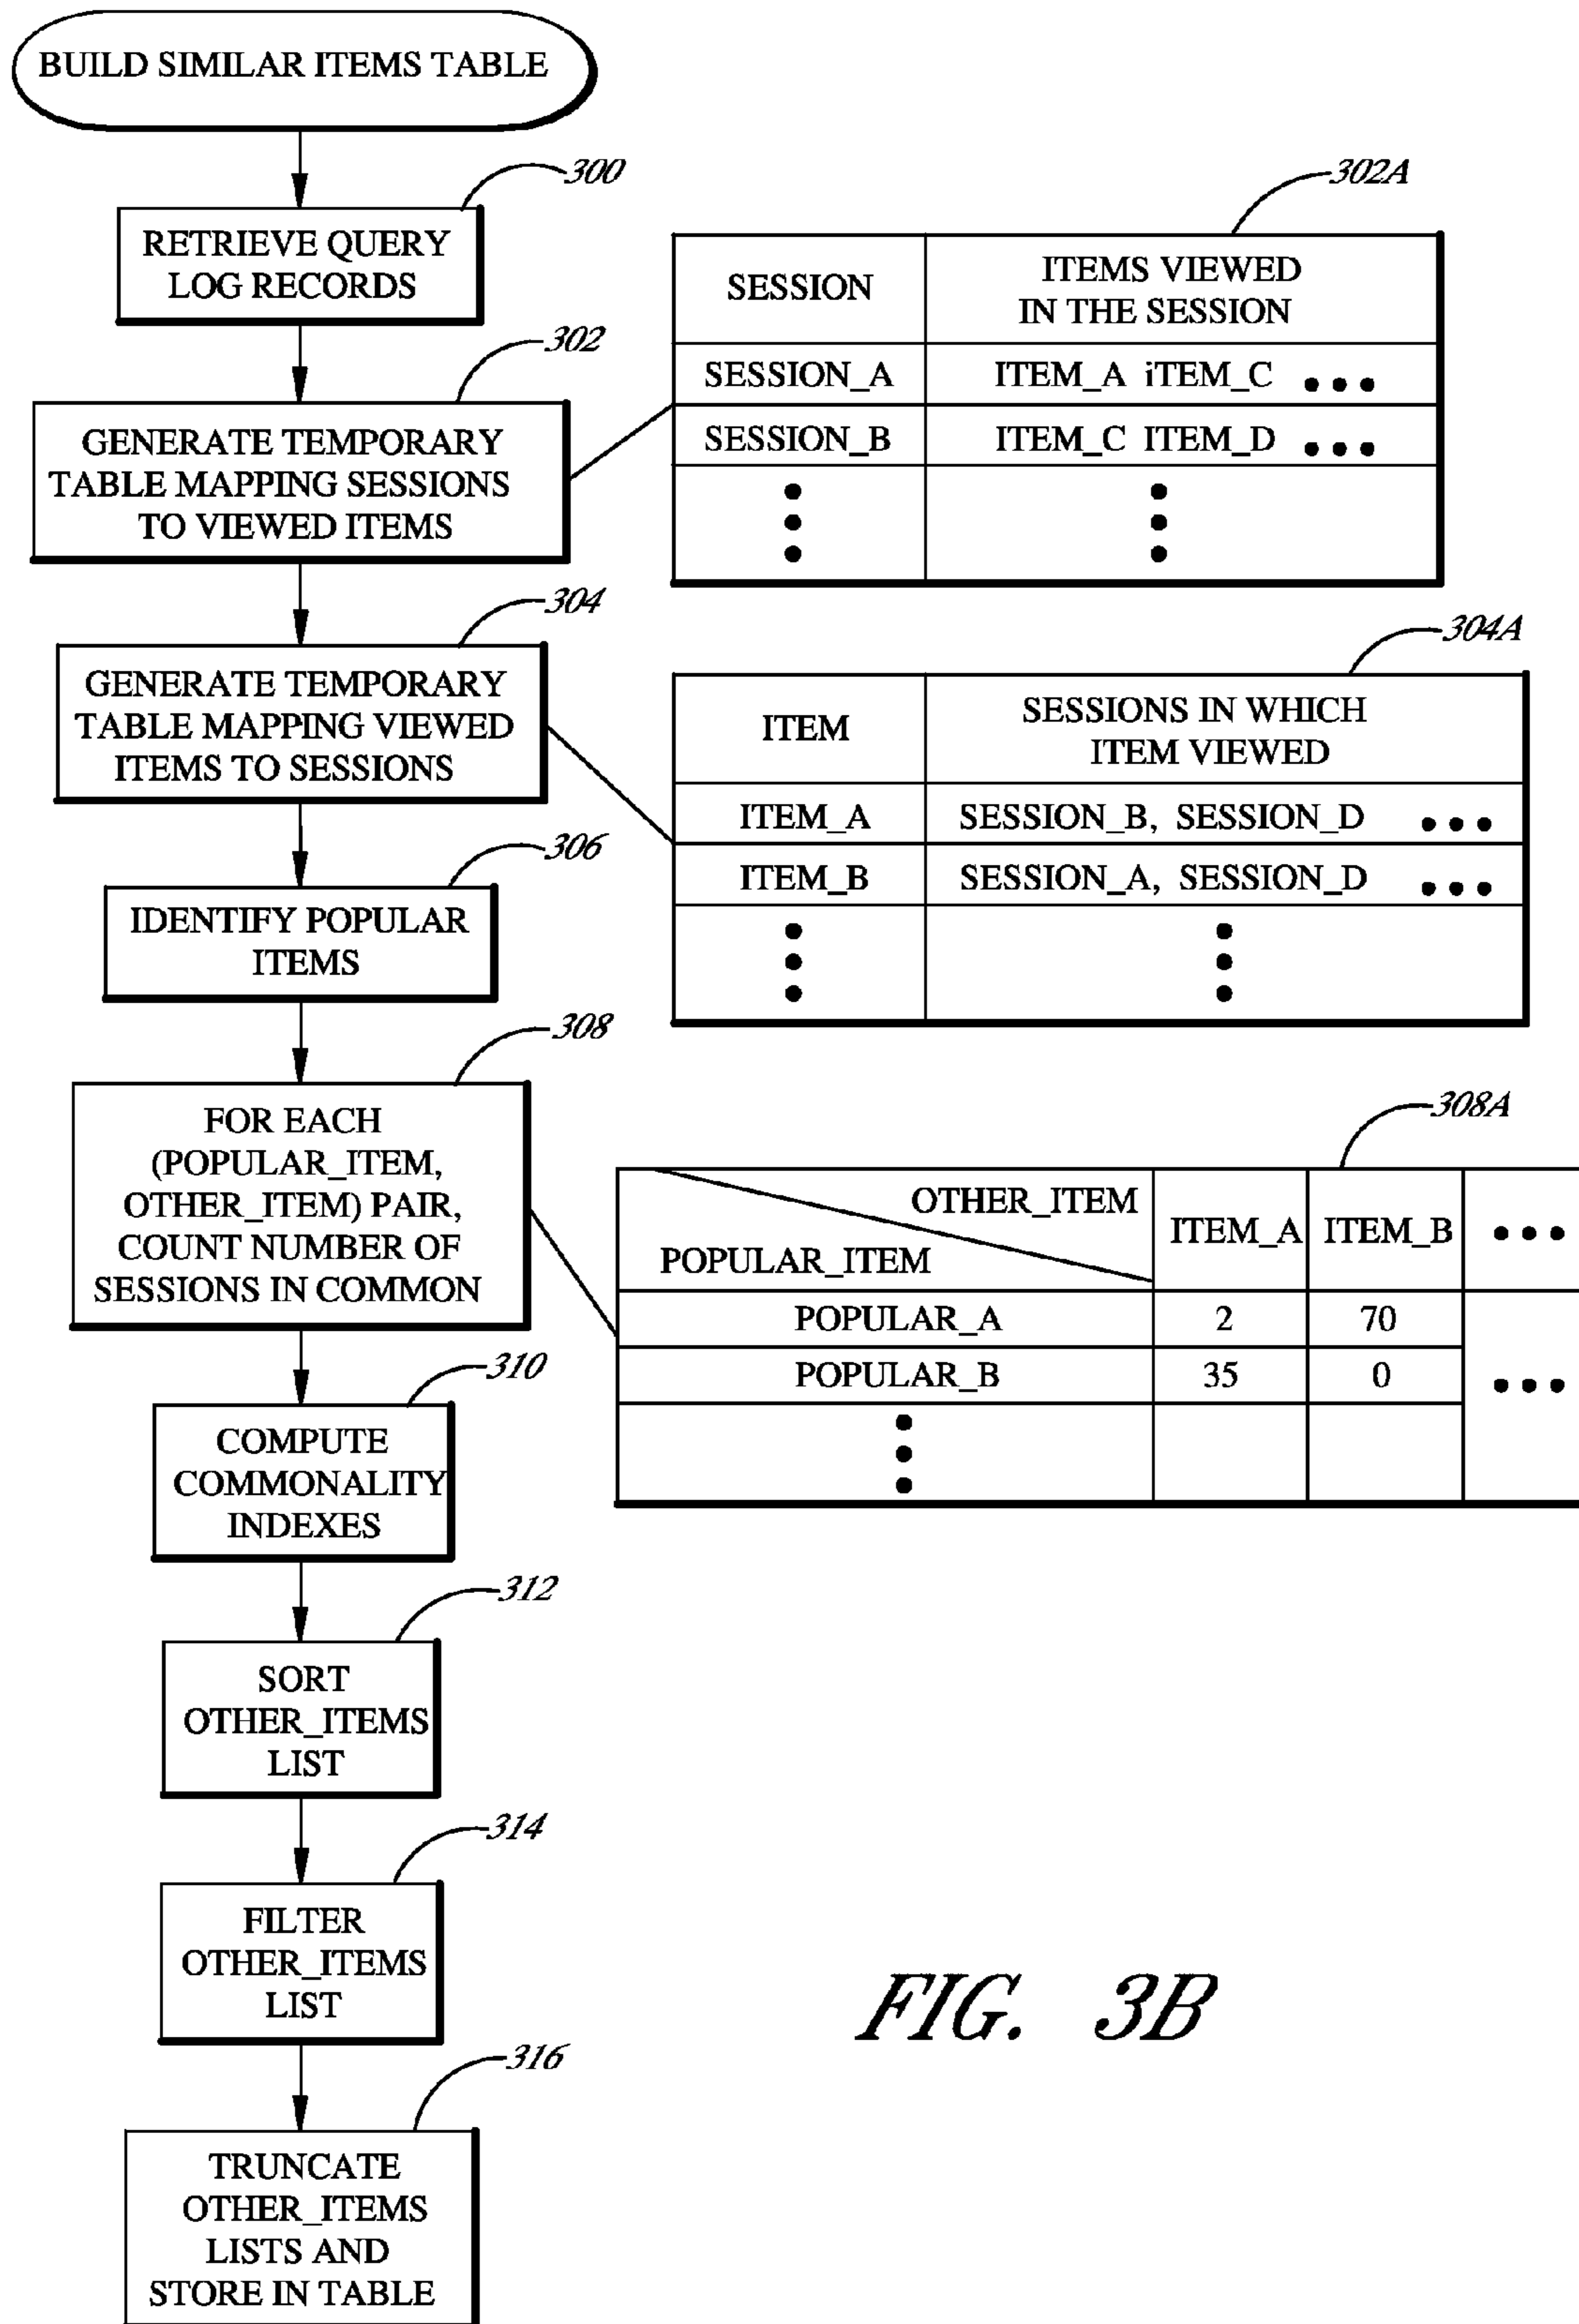 BUILD SIMILAR ITEMS TABLE
300
RETRIEVE QUERY
LOG RECORDS
302
GENERATE TEMPORARY
TABLE MAPPING SESSIONS
TO VIEWED ITEMS
302A
SESSION
ITEMS VIEWED
IN THE SESSION
SESSION_A ITEM_A iTEM_C
SESSION_B ITEM_C ITEM_D
304
GENERATE TEMPORARY
TABLE MAPPING VIEWED
ITEMS TO SESSIONS
304A
ITEM
SESSIONS IN WHICH
ITEM VIEWED
ITEM_A SESSION_B, SESSION_D
ITEM_B SESSION_A, SESSION_D
306
IDENTIFY POPULAR
ITEMS
308
FOR EACH
(POPULAR_ITEM,
OTHER_ITEM) PAIR,
COUNT NUMBER OF
SESSIONS IN COMMON
308A
OTHER_ITEM
POPULAR_ITEM
ITEM_A ITEM_B
POPULAR_A 2 70
POPULAR_B 35 0
310
COMPUTE
COMMONALITY
INDEXES
312
SORT
OTHER_ITEMS
LIST
314
FILTER
OTHER_ITEMS
LIST
316
TRUNCATE
OTHER_ITEMS
LISTS AND
STORE IN TABLE
FIG. 3B